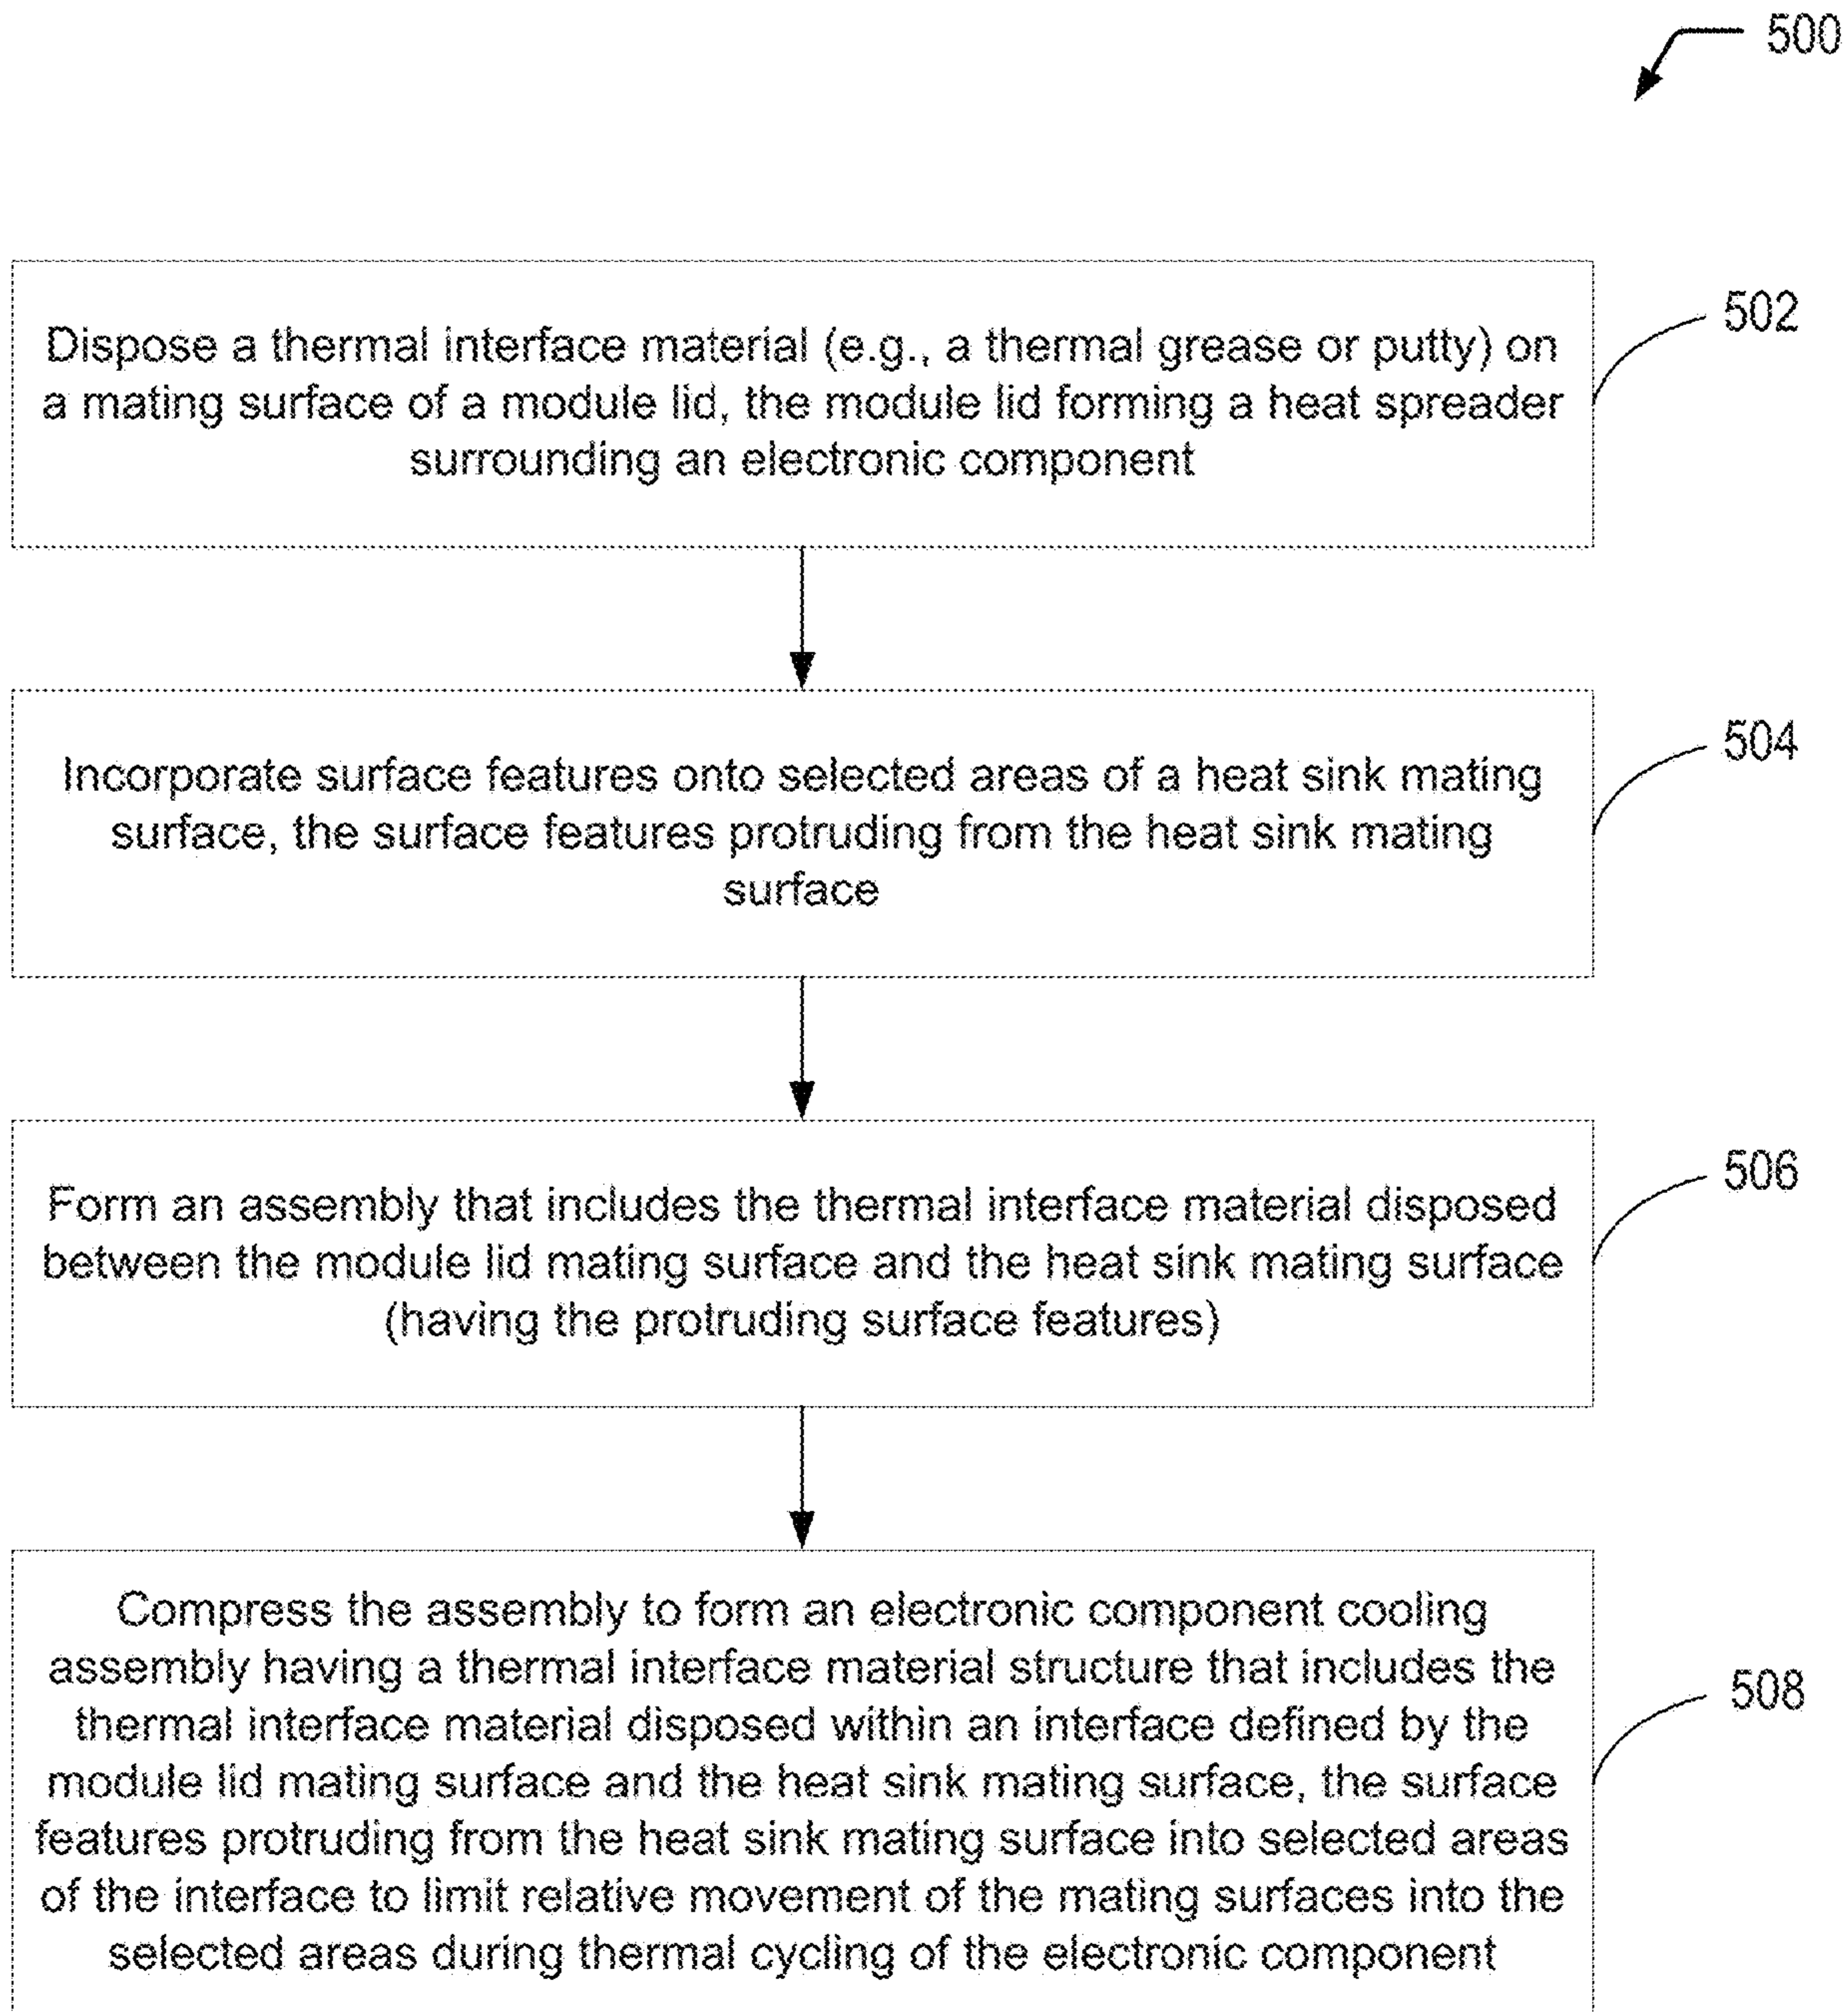 500
Dispose a thermal interface material (e.g., a thermal grease or putty) on
a mating surface of a module lid, the module lid forming a heat spreader
surrounding an electronic component
502
Incorporate surface features onto selected areas of a heat sink mating
surface, the surface features protruding from the heat sink mating
surface
504
Form an assembly that includes the thermal interface material disposed
between the module lid mating surface and the heat sink mating surface
(having the protruding surface features)
506
Compress the assembly to form an electronic component cooling
assembly having a thermal interface material structure that includes the
thermal interface material disposed within an interface defined by the
module lid mating surface and the heat sink mating surface, the surface
features protruding from the heat sink mating surface into selected areas
of the interface to limit relative movement of the mating surfaces into the
selected areas during thermal cycling of the electronic component
508